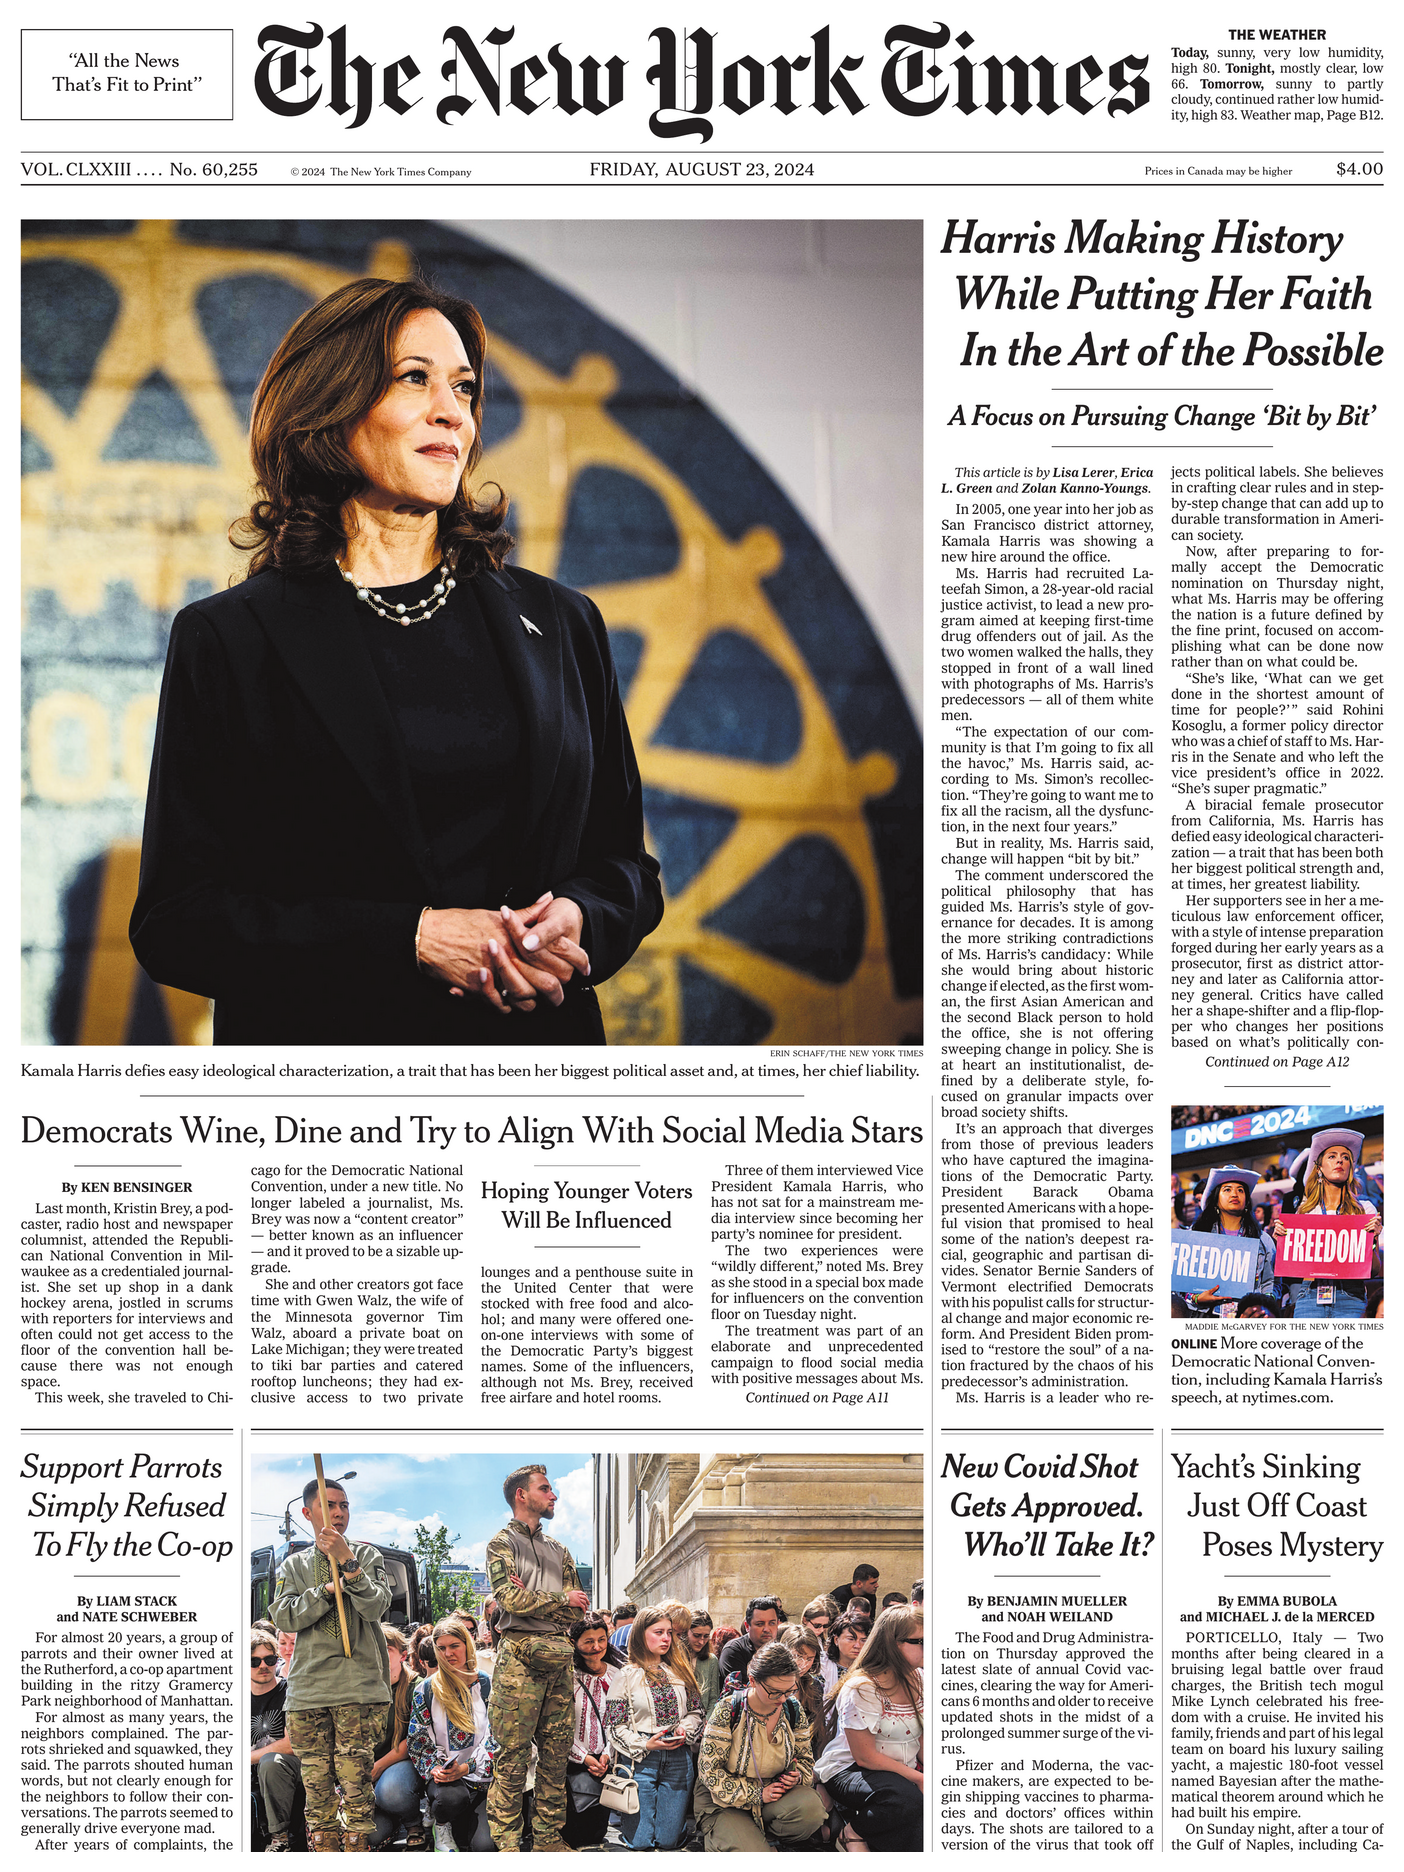 "All the News
That's Fit to Print"
The New York Times
THE WEATHER
Today, sunny, very low humidity,
high 80. Tonight, mostly clear, low
66. Tomorrow, sunny to partly
cloudy, continued rather low humid-
ity, high 83. Weather map, Page B12.
VOL. CLXXIII .... No. 60,255
© 2024 The New York Times Company
FRIDAY, AUGUST 23, 2024
Prices in Canada may be higher
$4.00
ERIN SCHAFF/THE NEW YORK TIMES
Kamala Harris defies easy ideological characterization, a trait that has been her biggest political asset and, at times, her chief liability.
Harris Making History
While Putting Her Faith
In the Art of the Possible
A Focus on Pursuing Change 'Bit by Bit'
This article is by Lisa Lerer, Erica
L. Green and Zolan Kanno-Youngs.
In 2005, one year into her job as
San Francisco district attorney,
Kamala Harris was showing a
new hire around the office.
Ms. Harris had recruited La-
teefah Simon, a 28-year-old racial
justice activist, to lead a new pro-
gram aimed at keeping first-time
drug offenders out of jail. As the
two women walked the halls, they
stopped in front of a wall lined
with photographs of Ms. Harris's
predecessors — all of them white
men.
"The expectation of our com-
munity is that I'm going to fix all
the havoc," Ms. Harris said, ac-
cording to Ms. Simon's recollec-
tion. "They're going to want me to
fix all the racism, all the dysfunc-
tion, in the next four years."
But in reality, Ms. Harris said,
change will happen "bit by bit."
The comment underscored the
political philosophy that has
guided Ms. Harris's style of gov-
ernance for decades. It is among
the more striking contradictions
of Ms. Harris's candidacy: While
she would bring about historic
change if elected, as the first wom-
an, the first Asian American and
the second Black person to hold
the office, she is not offering
sweeping change in policy. She is
at heart an institutionalist, de-
fined by a deliberate style, fo-
cused on granular impacts over
broad society shifts.
It's an approach that diverges
from those of previous leaders
who have captured the imagina-
tions of the Democratic Party.
President Barack Obama
presented Americans with a hope-
ful vision that promised to heal
some of the nation's deepest ra-
cial, geographic and partisan di-
vides. Senator Bernie Sanders of
Vermont electrified Democrats
with his populist calls for structur-
al change and major economic re-
form. And President Biden prom-
ised to "restore the soul" of a na-
tion fractured by the chaos of his
predecessor's administration.
Ms. Harris is a leader who re-
jects political labels. She believes
in crafting clear rules and in step-
by-step change that can add up to
durable transformation in Ameri-
can society.
Now, after preparing to for-
mally accept the Democratic
nomination on Thursday night,
what Ms. Harris may be offering
the nation is a future defined by
the fine print, focused on accom-
plishing what can be done now
rather than on what could be.
"She's like, 'What can we get
done in the shortest amount of
time for people?'" said Rohini
Kosoglu, a former policy director
who was a chief of staff to Ms. Har-
ris in the Senate and who left the
vice president's office in 2022.
"She's super pragmatic."
A biracial female prosecutor
from California, Ms. Harris has
defied easy ideological characteri-
zation — a trait that has been both
her biggest political strength and,
at times, her greatest liability.
Her supporters see in her a me-
ticulous law enforcement officer,
with a style of intense preparation
forged during her early years as a
prosecutor, first as district attor-
ney and later as California attor-
ney general. Critics have called
her a shape-shifter and a flip-flop-
per who changes her positions
based on what's politically con-
Continued on Page A12
DNC 2024
FREEDOM
FREEDOM
MADDIE McGARVEY FOR THE NEW YORK TIMES
ONLINE More coverage of the
Democratic National Conven-
tion, including Kamala Harris's
speech, at nytimes.com.
Democrats Wine, Dine and Try to Align With Social Media Stars
By KEN BENSINGER
Last month, Kristin Brey, a pod-
caster, radio host and newspaper
columnist, attended the Republi-
can National Convention in Mil-
waukee as a credentialed journal-
ist. She set up shop in a dank
hockey arena, jostled in scrums
with reporters for interviews and
often could not get access to the
floor of the convention hall be-
cause there was not enough
space.
This week, she traveled to Chi-
cago for the Democratic National
Convention, under a new title. No
longer labeled a journalist, Ms.
Brey was now a "content creator"
— better known as an influencer
— and it proved to be a sizable up-
grade.
She and other creators got face
time with Gwen Walz, the wife of
the Minnesota governor Tim
Walz, aboard a private boat on
Lake Michigan; they were treated
to tiki bar parties and catered
rooftop luncheons; they had ex-
clusive access to two private
Hoping Younger Voters
Will Be Influenced
lounges and a penthouse suite in
the United Center that were
stocked with free food and alco-
hol; and many were offered one-
on-one interviews with some of
the Democratic Party's biggest
names. Some of the influencers,
although not Ms. Brey, received
free airfare and hotel rooms.
Three of them interviewed Vice
President Kamala Harris, who
has not sat for a mainstream me-
dia interview since becoming her
party's nominee for president.
The two experiences were
"wildly different," noted Ms. Brey
as she stood in a special box made
for influencers on the convention
floor on Tuesday night.
The treatment was part of an
elaborate and unprecedented
campaign to flood social media
with positive messages about Ms.
Continued on Page A11
Support Parrots
Simply Refused
To Fly the Co-op
By LIAM STACK
and NATE SCHWEBER
For almost 20 years, a group of
parrots and their owner lived at
the Rutherford, a co-op apartment
building in the ritzy Gramercy
Park neighborhood of Manhattan.
For almost as many years, the
neighbors complained. The par-
rots shrieked and squawked, they
said. The parrots shouted human
words, but not clearly enough for
the neighbors to follow their con-
versations. The parrots seemed to
generally drive everyone mad.
After years of complaints, the
New Covid Shot
Gets Approved.
Who'll Take It?
By BENJAMIN MUELLER
and NOAH WEILAND
The Food and Drug Administra-
tion on Thursday approved the
latest slate of annual Covid vac-
cines, clearing the way for Ameri-
cans 6 months and older to receive
updated shots in the midst of a
prolonged summer surge of the vi-
rus.
Pfizer and Moderna, the vac-
cine makers, are expected to be-
gin shipping vaccines to pharma-
cies and doctors' offices within
days. The shots are tailored to a
version of the virus that took off
Yacht's Sinking
Just Off Coast
Poses Mystery
By EMMA BUBOLA
and MICHAEL J. de la MERCED
PORTICELLO, Italy — Two
months after being cleared in a
bruising legal battle over fraud
charges, the British tech mogul
Mike Lynch celebrated his free-
dom with a cruise. He invited his
family, friends and part of his legal
team on board his luxury sailing
yacht, a majestic 180-foot vessel
named Bayesian after the mathe-
matical theorem around which he
had built his empire.
On Sunday night, after a tour of
the Gulf of Naples, including Ca-